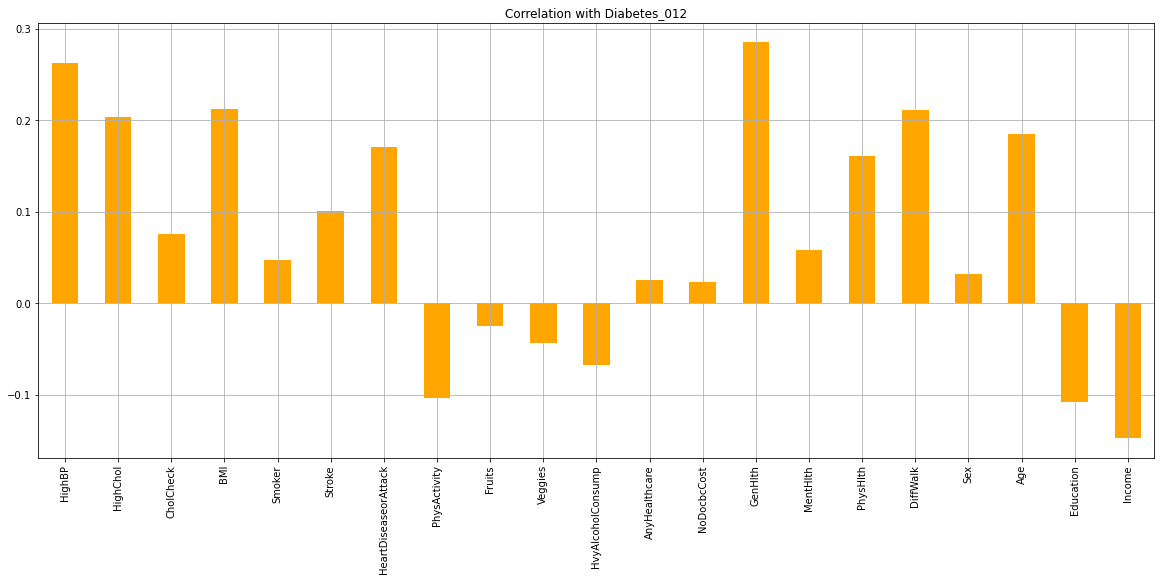 Correlation with Diabetes_012
0.3
0.2
0.1
0.0
−0.1
HighBP
HighChol
CholCheck
BMI
Smoker
Stroke
HeartDiseaseorAttack
PhysActivity
Fruits
Veggies
HvyAlcoholConsump
AnyHealthcare
NoDocbcCost
GenHlth
MentHlth
PhysHlth
DiffWalk
Sex
Age
Education
Income